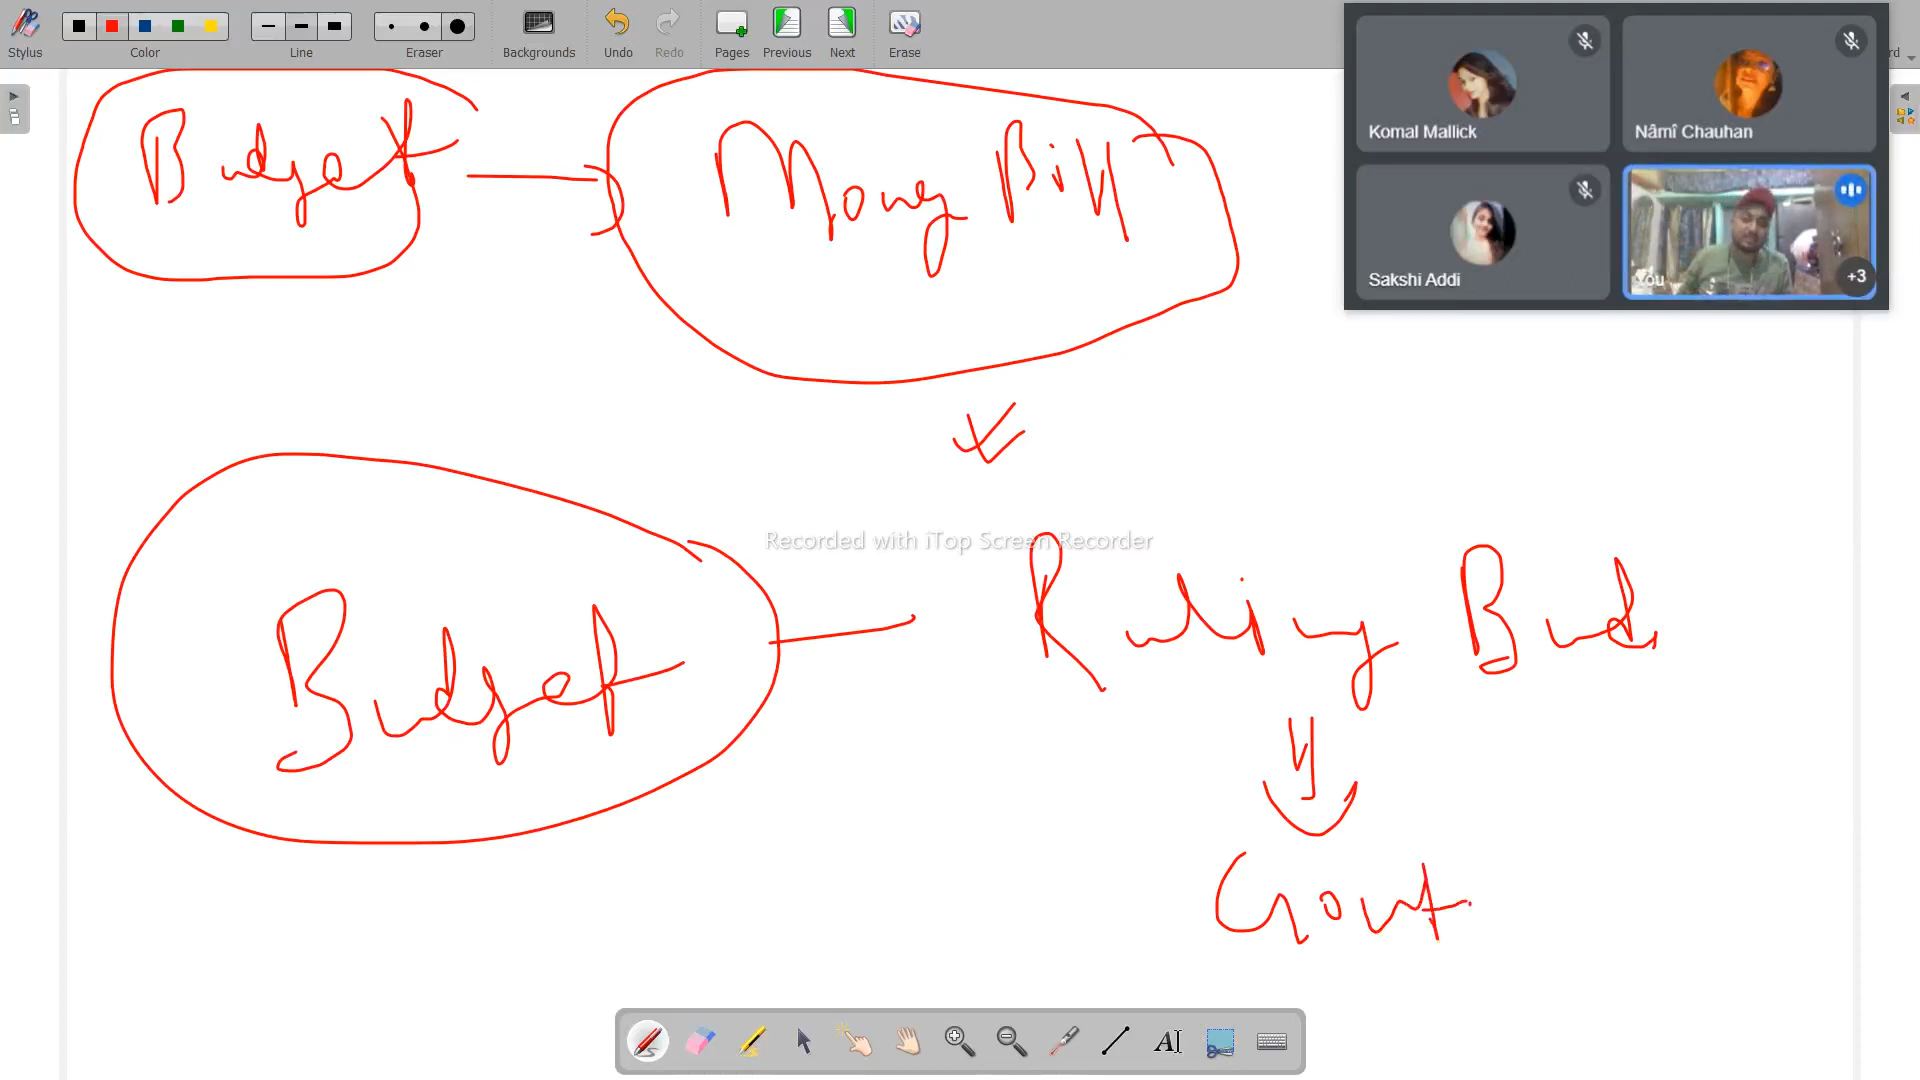 Stylus
Color
Line
Eraser
Backgrounds
Undo
Redo
Pages
Previous
Next
Erase
rd
Komal Mallick
Nâmî Chauhan
Sakshi Addi
You
+3
Budget
Money Bill
Recorded with iTop Screen Recorder
Budget
Ruling Bud
Govt